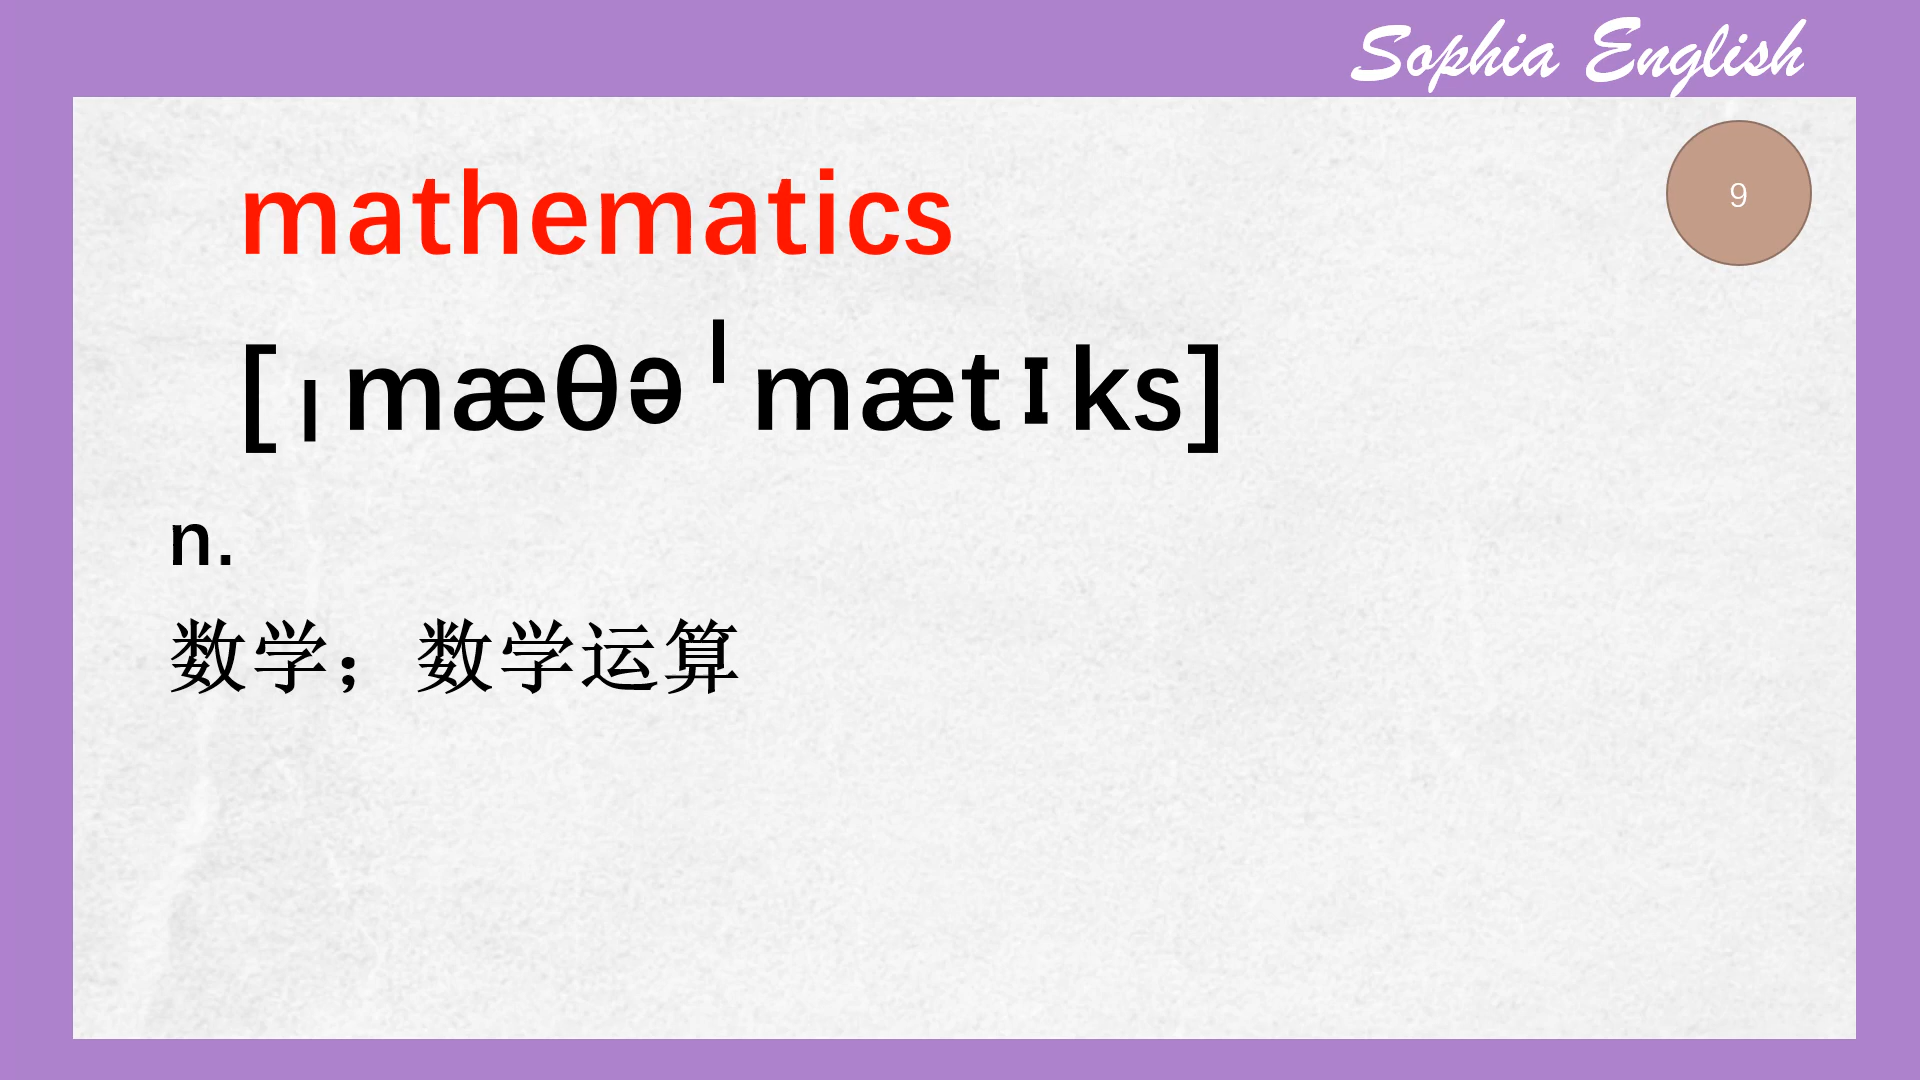 Sophia English
9
mathematics
[ˌmæθəˈmætɪks]
n.
数学；数学运算